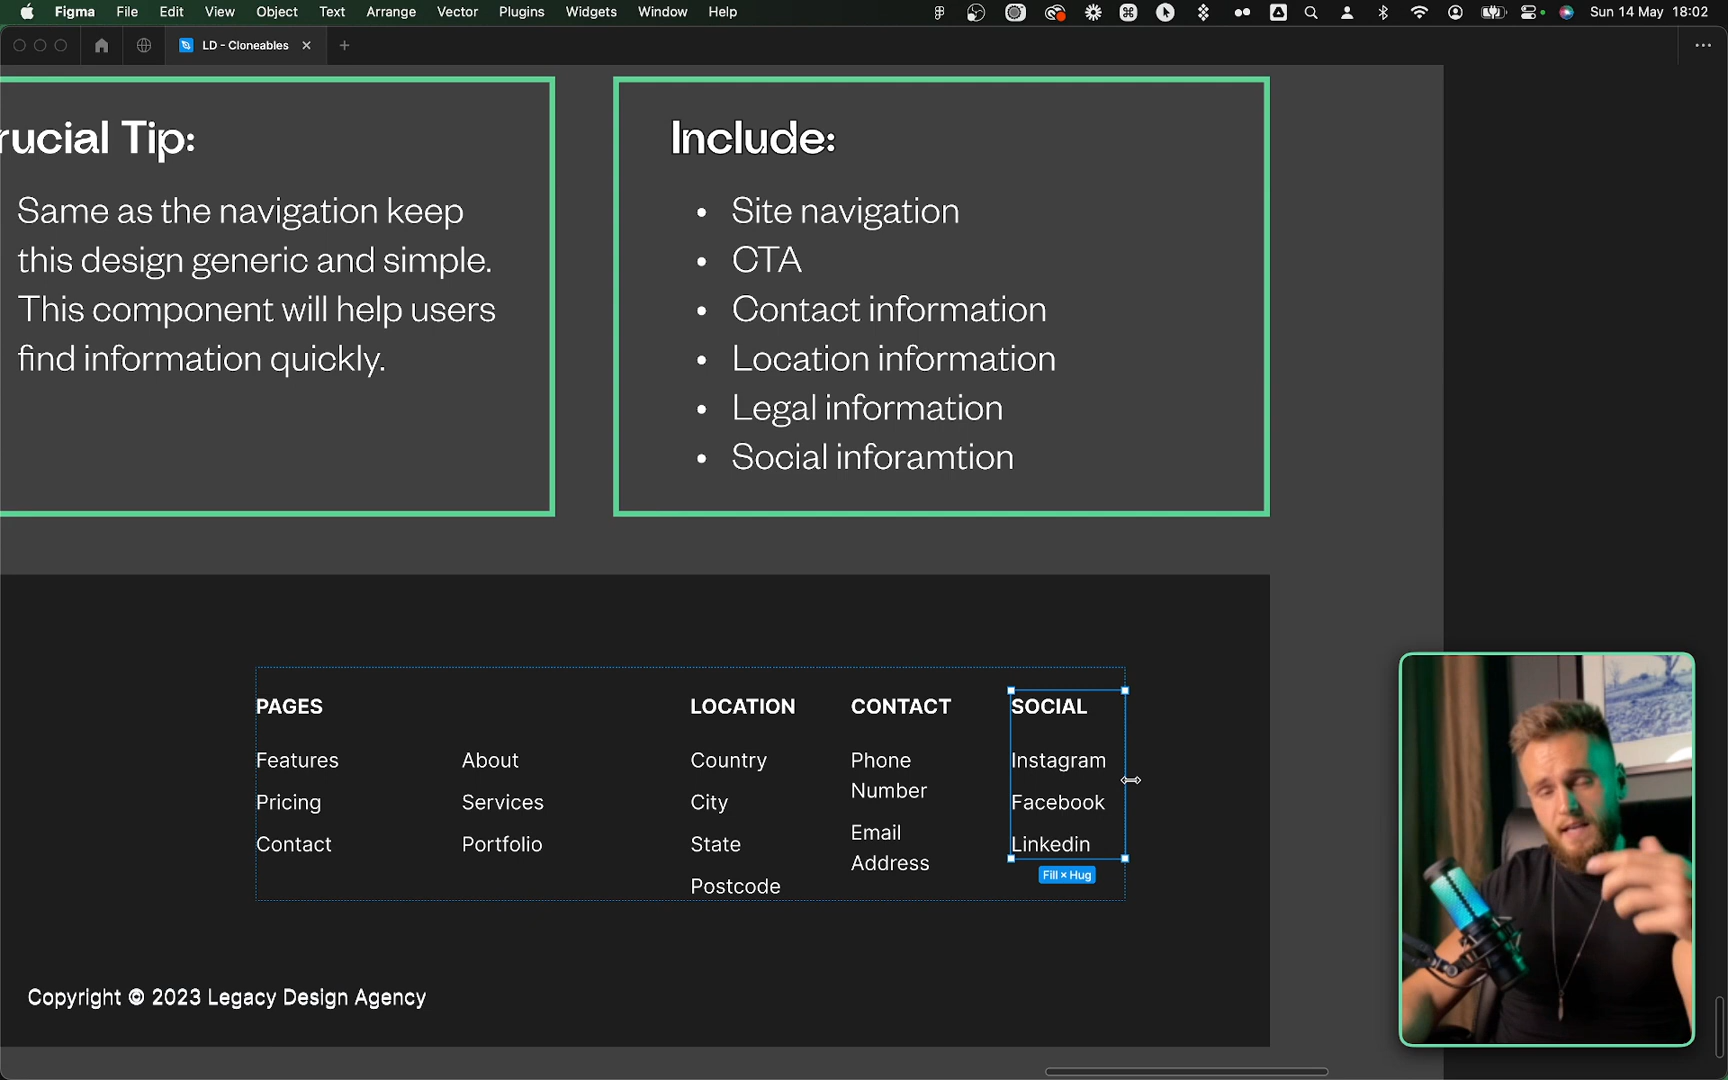 Figma File Edit View Object Text Arrange Vector Plugins Widgets Window Help Sun 14 May 18:02
LD - Cloneables
rucial Tip:
Same as the navigation keep
this design generic and simple.
This component will help users
find information quickly.
Include:
• Site navigation
• CTA
• Contact information
• Location information
• Legal information
• Social inforamtion
PAGES
Features
Pricing
Contact
About
Services
Portfolio
LOCATION
Country
City
State
Postcode
CONTACT
Phone
Number
Email
Address
SOCIAL
Instagram
Facebook
Linkedin
Fill × Hug
Copyright © 2023 Legacy Design Agency